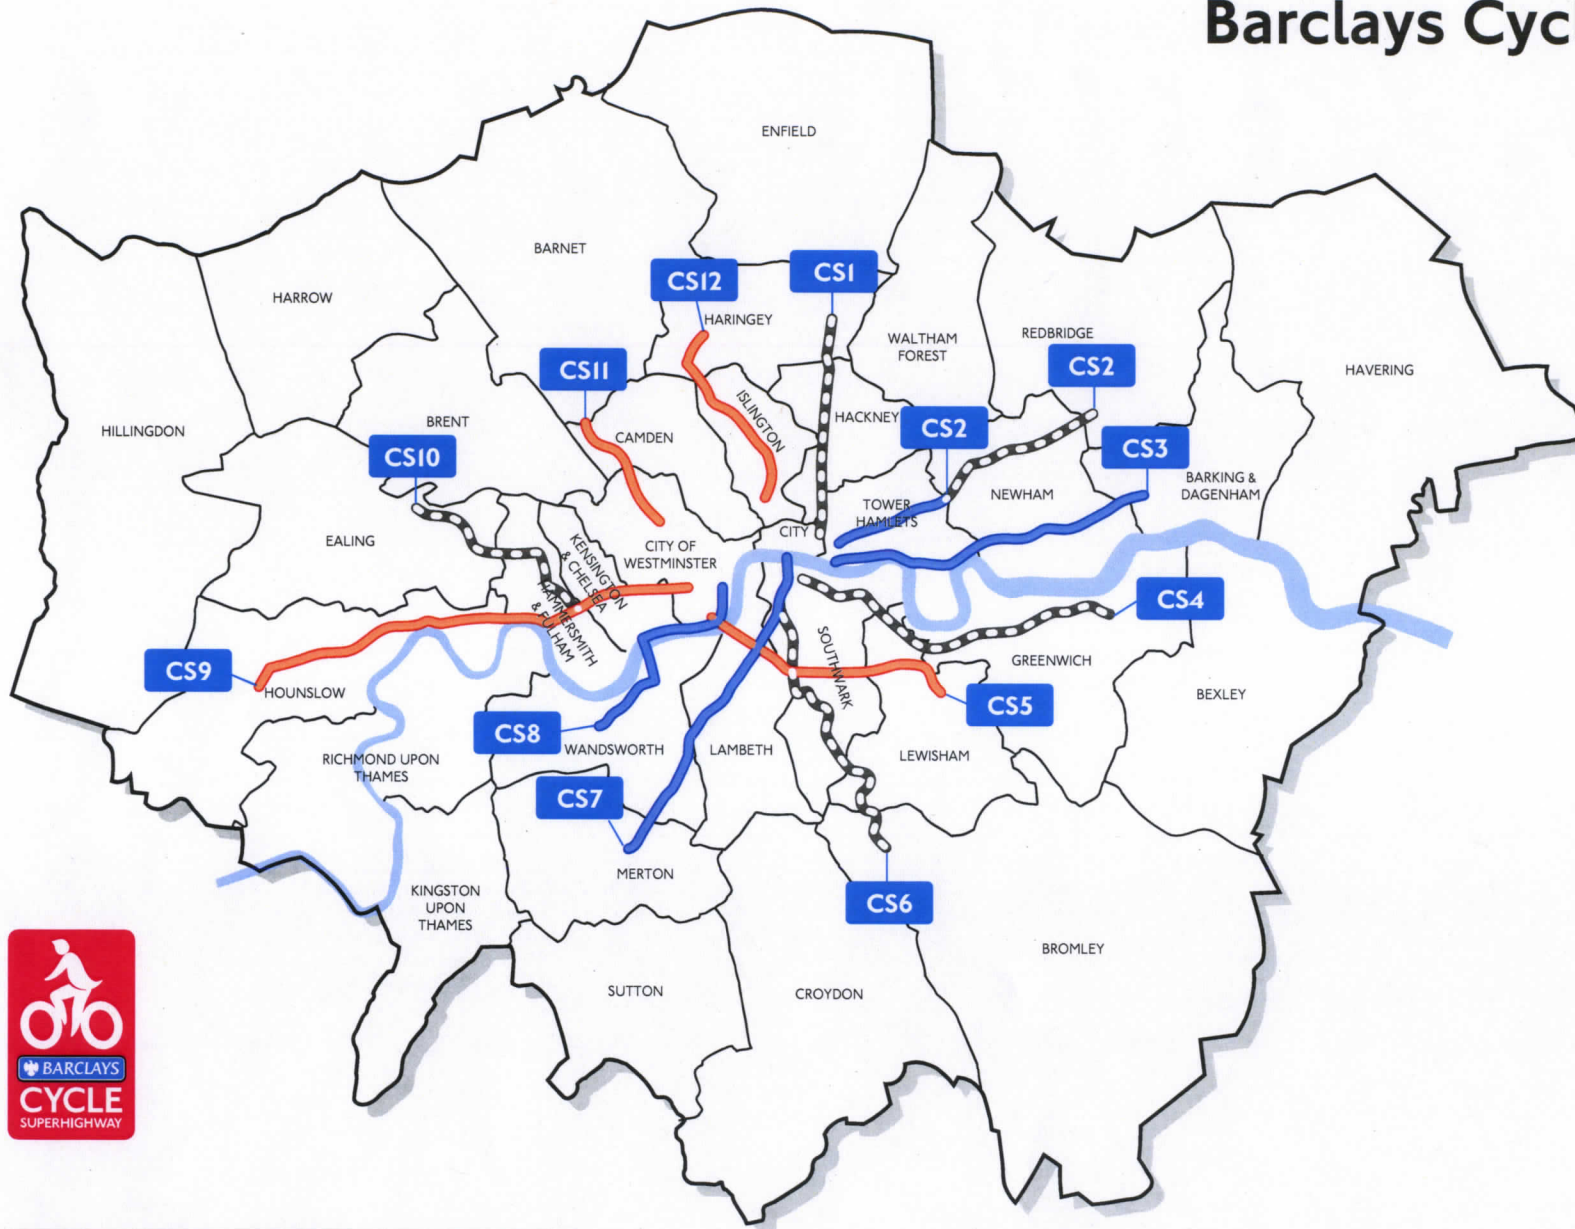 Barclays Cyc
ENFIELD
BARNET
HARROW
CS12
CS1
HARINGEY
WALTHAM
FOREST
REDBRIDGE
CS2
HAVERING
CS11
ISLINGTON
HACKNEY
CS2
HILLINGDON
BRENT
CAMDEN
CS10
CS3
BARKING &
DAGENHAM
NEWHAM
TOWER
HAMLETS
EALING
CITY
CITY OF
WESTMINSTER
KENSINGTON
& CHELSEA
HAMMERSMITH
& FULHAM
CS4
SOUTHWARK
GREENWICH
CS9
HOUNSLOW
BEXLEY
CS5
CS8
WANDSWORTH
LAMBETH
LEWISHAM
RICHMOND UPON
THAMES
CS7
MERTON
CS6
KINGSTON
UPON
THAMES
BROMLEY
SUTTON
CROYDON
BARCLAYS
CYCLE
SUPERHIGHWAY